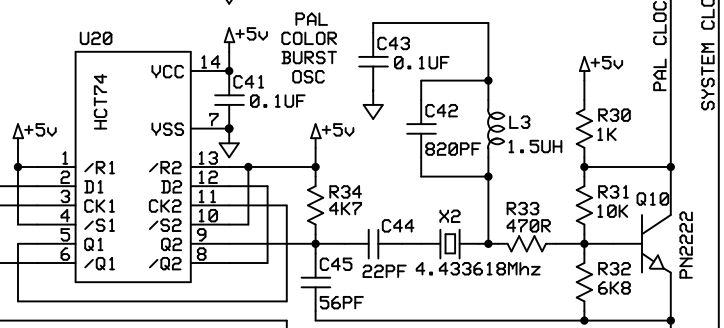 U20
HCT74
VCC
VSS
14
7
+5v
C41
0.1UF
PAL
COLOR
BURST
OSC
C43
0.1UF
C42
820PF
L3
1.5UH
+5v
R30
1K
PAL CLOC
SYSTEM CLO
+5v
1 /R1
2 D1
3 CK1
4 /S1
5 Q1
6 /Q1
/R2 13
D2 12
CK2 11
/S2 10
Q2 9
/Q2 8
+5v
R34
4K7
C44
22PF
X2
4.433618Mhz
R33
470R
R31
10K
Q10
PN2222
R32
6K8
C45
56PF